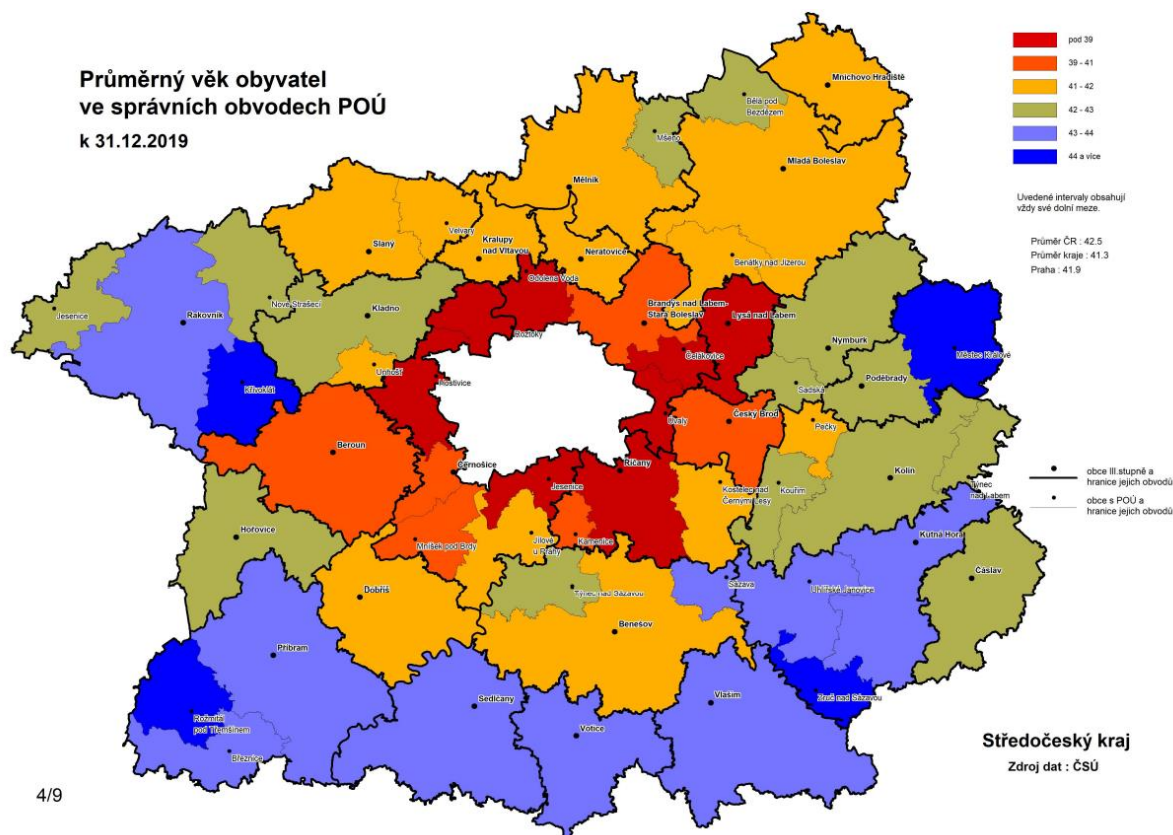 Průměrný věk obyvatel
ve správních obvodech POÚ
k 31.12.2019
pod 39
39 - 41
41 - 42
42 - 43
43 - 44
44 a více
Uvedené intervaly obsahují
vždy své dolní meze.
Průměr ČR : 42.5
Průměr kraje : 41.3
Praha : 41.9
Mnichovo Hradiště
Bělá pod
Bezdězem
Mšeno
Mladá Boleslav
Mělník
Velvary
Slaný
Kralupy
nad Vltavou
Neratovice
Benátky nad Jizerou
Odolena Voda
Nové Strašecí
Jesenice
Rakovník
Kladno
Brandýs nad Labem-
Stará Boleslav
Lysá nad Labem
Roztoky
Nymburk
Městec Králové
Čelákovice
Unhošť
Hostivice
Křivoklát
Sadská
Poděbrady
Úvaly
Český Brod
Pečky
Beroun
Černošice
Říčany
Kolín
Jesenice
Kostelec nad
Černými Lesy
Kouřim
Týnec
nad Labem
obce III.stupně a
hranice jejich obvodů
obce s POÚ a
hranice jejich obvodů
Hořovice
Mníšek pod Brdy
Jílové
u Prahy
Kamenice
Kutná Hora
Čáslav
Sázava
Uhlířské Janovice
Dobříš
Týnec nad Sázavou
Benešov
Příbram
Sedlčany
Vlašim
Zruč nad Sázavou
Rožmitál
pod Třemšínem
Votice
Březnice
Středočeský kraj
Zdroj dat : ČSÚ
4/9